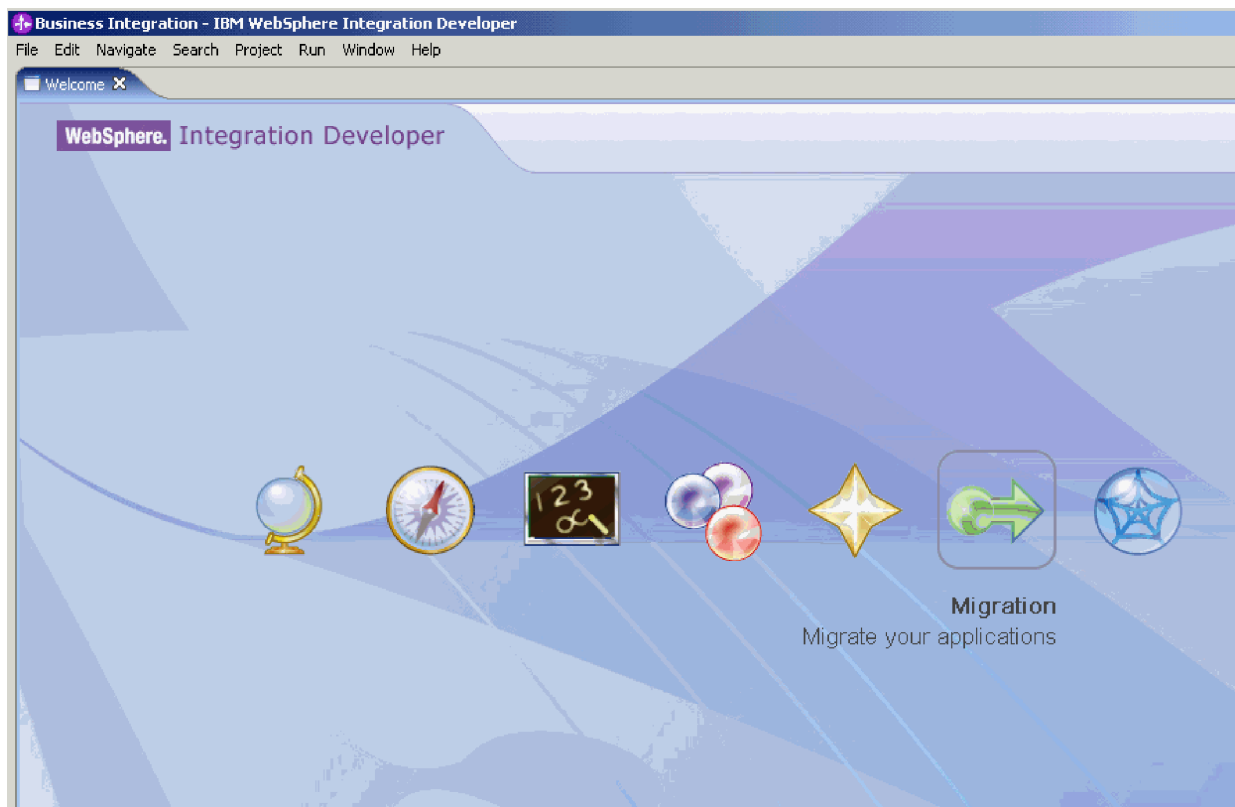 Business Integration - IBM WebSphere Integration Developer
File Edit Navigate Search Project Run Window Help
Welcome
WebSphere. Integration Developer
123
Migration
Migrate your applications